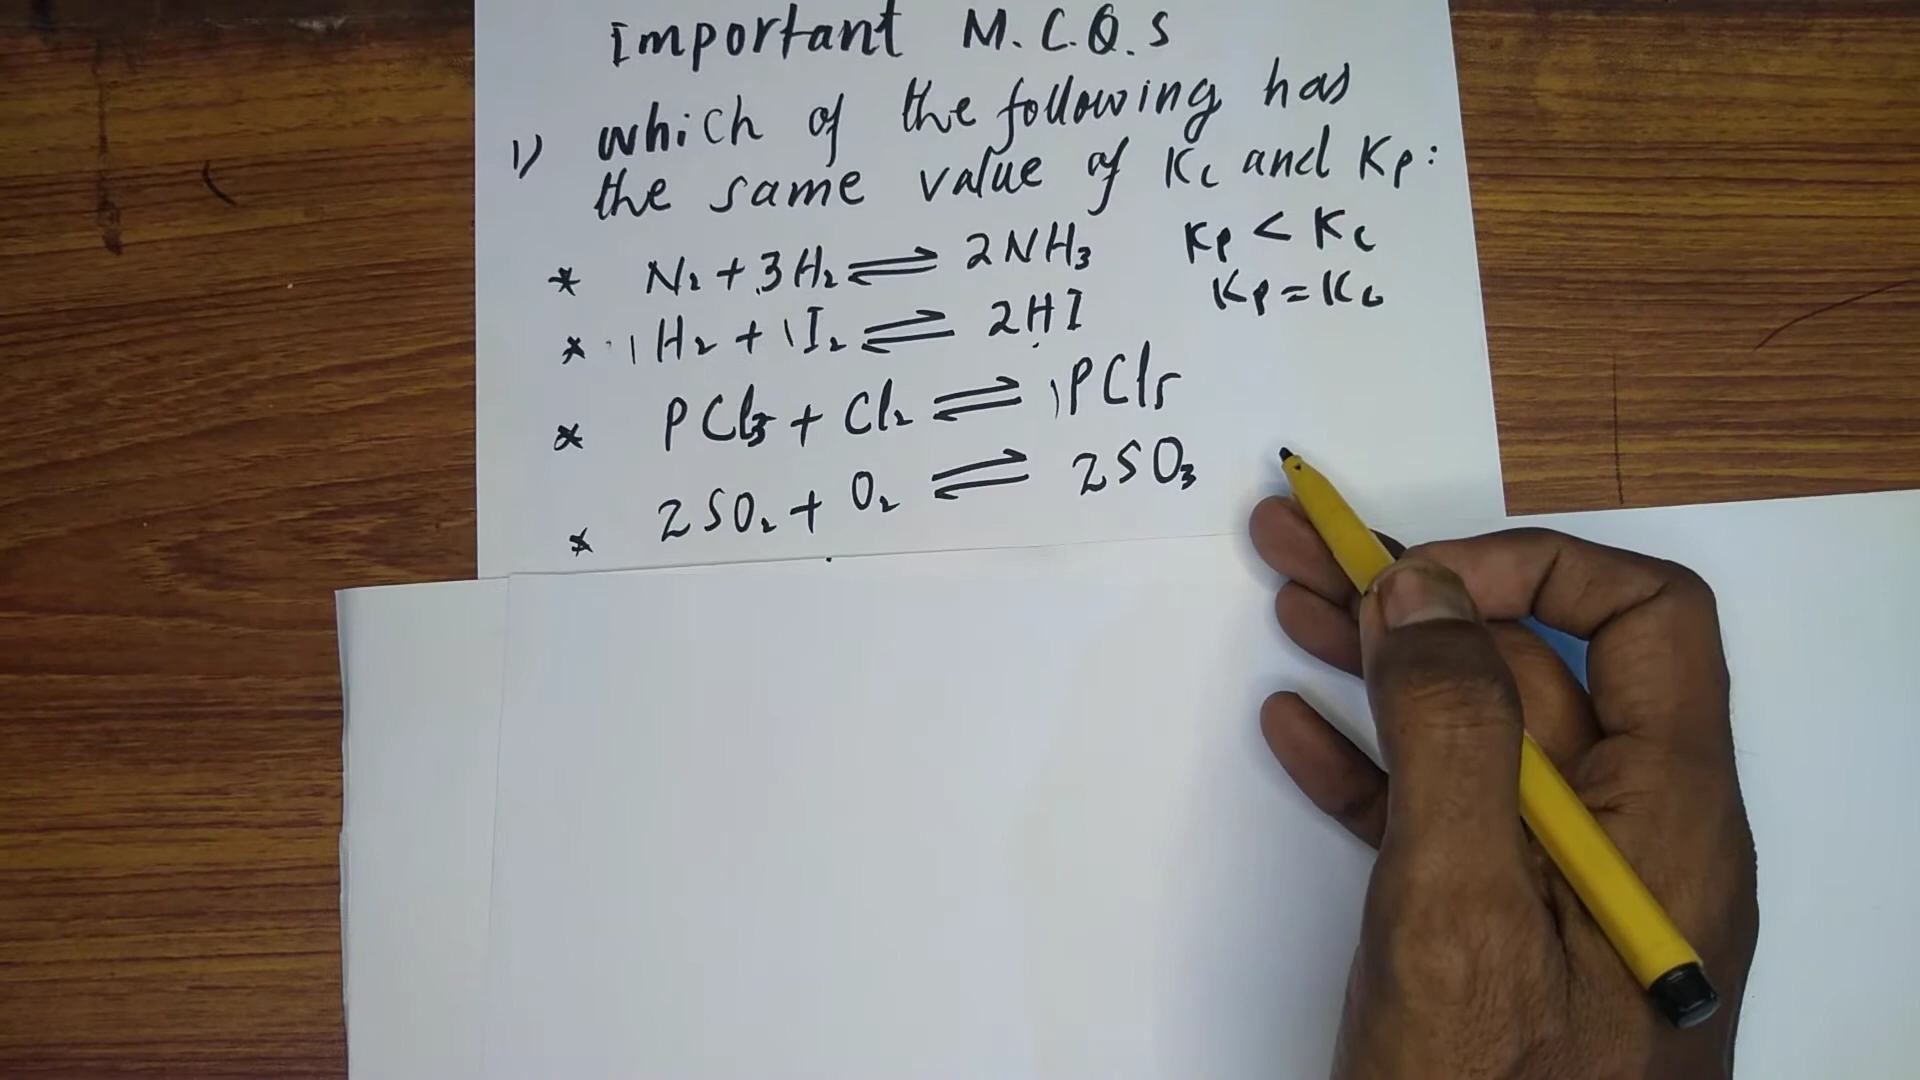 Important M.C.Q.S
1) which of the following has
the same value of Kc and Kp:
* N₂ + 3H₂ ⇌ 2NH₃ Kp < Kc
* 1H₂ + 1I₂ ⇌ 2HI Kp = Kc
* PCl₃ + Cl₂ ⇌ 1PCl₅
* 2SO₂ + O₂ ⇌ 2SO₃